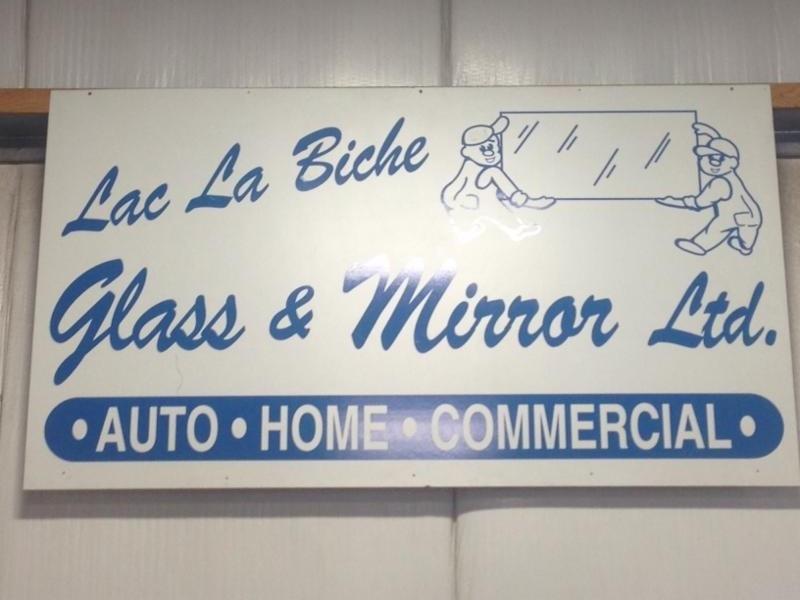 Lac La Biche
Glass & Mirror Ltd.
• AUTO • HOME • COMMERCIAL •